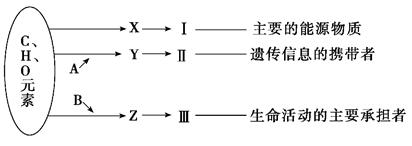 C、
H、
O元
素
X Ⅰ 主要的能源物质
A Y Ⅱ 遗传信息的携带者
B Z Ⅲ 生命活动的主要承担者